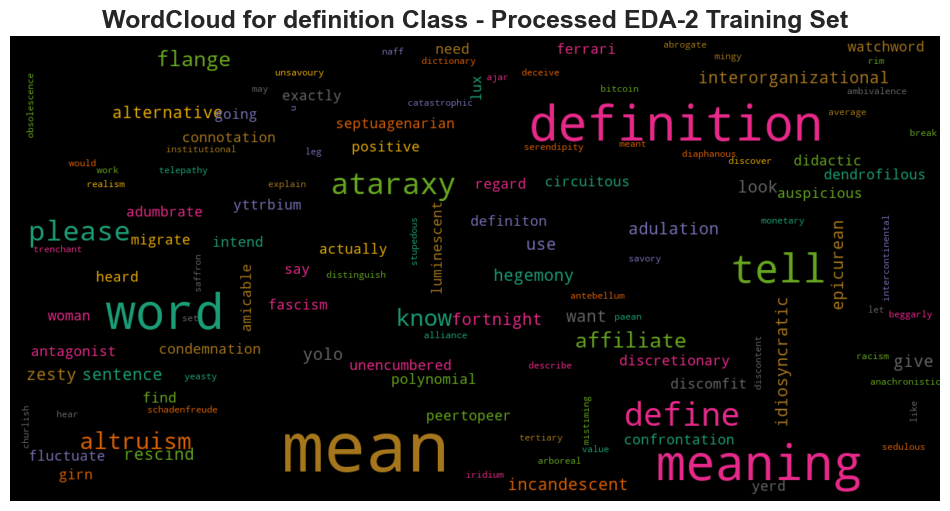 WordCloud for definition Class - Processed EDA-2 Training Set
naff
need
ferrari
abrogate
watchword
flange
dictionary
mingy
rim
unsavoury
lux
ajar
deceive
interorganizational
obsolescence
may
exactly
catastrophic
bitcoin
ambivalence
alternative
going
u
definition
average
septuagenarian
break
connotation
positive
serendipity
meant
institutional
leg
diaphanous
discover
didactic
would
work
telepathy
dendrofilous
realism
explain
ataraxy
regard
circuitous
look
auspicious
adumbrate
yttrbium
luminescent
definiton
adulation
monetary
please
migrate
intend
stupedous
use
epicurean
intercontinental
trenchant
actually
savory
heard
saffron
say
distinguish
hegemony
tell
amicable
fascism
antebellum
woman
word
set
know
fortnight
want
paean
idiosyncratic
let
beggarly
alliance
affiliate
antagonist
condemnation
yolo
unencumbered
describe
discretionary
discontent
racism
give
zesty
sentence
yeasty
polynomial
discomfit
anachronistic
find
schadenfreude
hear
churlish
peertopeer
mistiming
define
like
altruism
mean
tertiary
confrontation
sedulous
fluctuate
rescind
arboreal
value
meaning
girn
iridium
incandescent
yerd